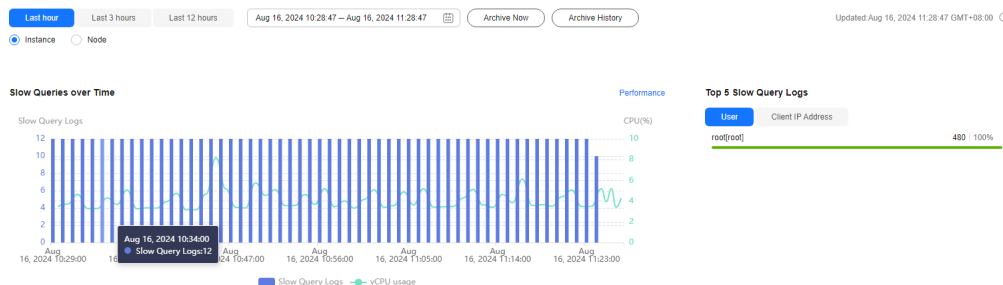 Last hour Last 3 hours Last 12 hours Aug 16, 2024 10:28:47 — Aug 16, 2024 11:28:47 Archive Now Archive History Updated:Aug 16, 2024 11:28:47 GMT+08:00
Instance Node
Slow Queries over Time Performance
Slow Query Logs CPU(%)
12 10
10 8
8
6 6
4 4
2 2
0 0
Aug 16, 2024 10:34:00
Slow Query Logs:12
Aug Aug Aug Aug Aug Aug
16, 2024 10:29:00 16, 2024 10:47:00 16, 2024 10:56:00 16, 2024 11:05:00 16, 2024 11:14:00 16, 2024 11:23:00
Slow Query Logs vCPU usage
Top 5 Slow Query Logs
User Client IP Address
root[root] 480 100%